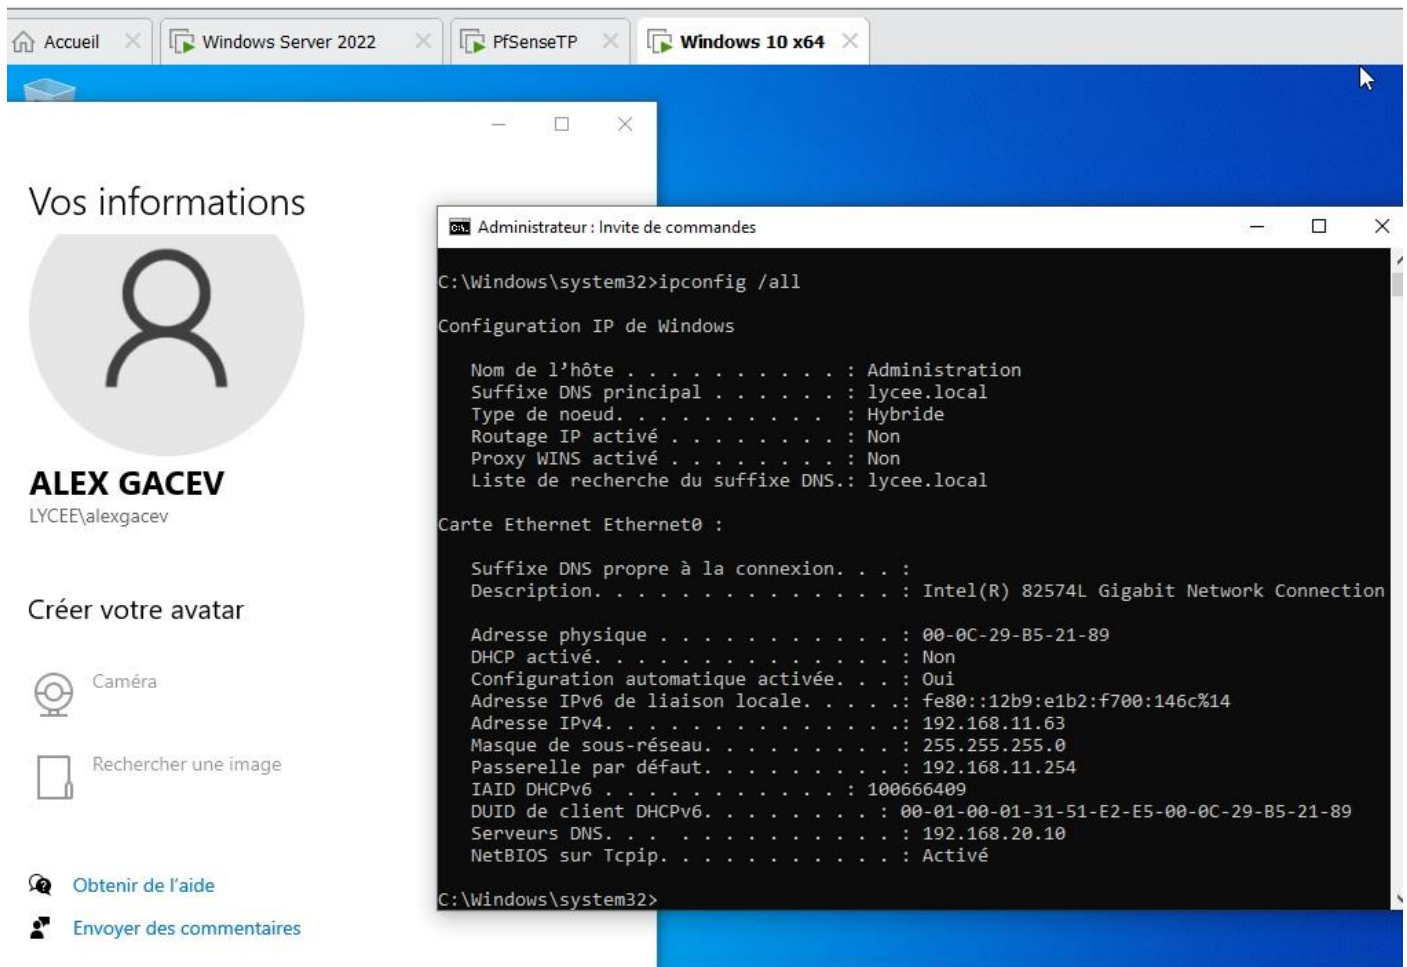 Accueil
Windows Server 2022
PfSenseTP
Windows 10 x64
Vos informations
ALEX GACEV
LYCEE\alexgacev
Créer votre avatar
Caméra
Rechercher une image
Obtenir de l'aide
Envoyer des commentaires
Administrateur : Invite de commandes
C:\Windows\system32>ipconfig /all
Configuration IP de Windows
Nom de l’hôte . . . . . . . . . . : Administration
Suffixe DNS principal . . . . . . : lycee.local
Type de noeud. . . . . . . . . . : Hybride
Routage IP activé . . . . . . . . : Non
Proxy WINS activé . . . . . . . . : Non
Liste de recherche du suffixe DNS.: lycee.local
Carte Ethernet Ethernet0 :
Suffixe DNS propre à la connexion. . . :
Description. . . . . . . . . . . . . . : Intel(R) 82574L Gigabit Network Connection
Adresse physique . . . . . . . . . . . : 00-0C-29-B5-21-89
DHCP activé. . . . . . . . . . . . . . : Non
Configuration automatique activée. . . : Oui
Adresse IPv6 de liaison locale. . . . .: fe80::12b9:e1b2:f700:146c%14
Adresse IPv4. . . . . . . . . . . . . .: 192.168.11.63
Masque de sous-réseau. . . . . . . . . : 255.255.255.0
Passerelle par défaut. . . . . . . . . : 192.168.11.254
IAID DHCPv6 . . . . . . . . . . . : 100666409
DUID de client DHCPv6. . . . . . . . : 00-01-00-01-31-51-E2-E5-00-0C-29-B5-21-89
Serveurs DNS. . . . . . . . . . . . . : 192.168.20.10
NetBIOS sur Tcpip. . . . . . . . . . . : Activé
C:\Windows\system32>